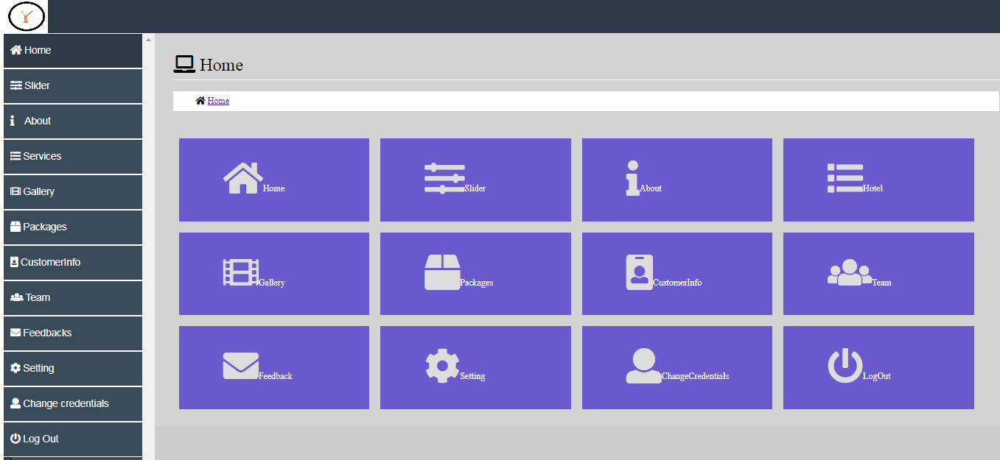 Y
Home
Slider
About
Services
Gallery
Packages
CustomerInfo
Team
Feedbacks
Setting
Change credentials
Log Out
Home
Home
Home
Slider
About
Hotel
Gallery
Packages
CustomerInfo
Team
Feedback
Setting
ChangeCredentials
LogOut